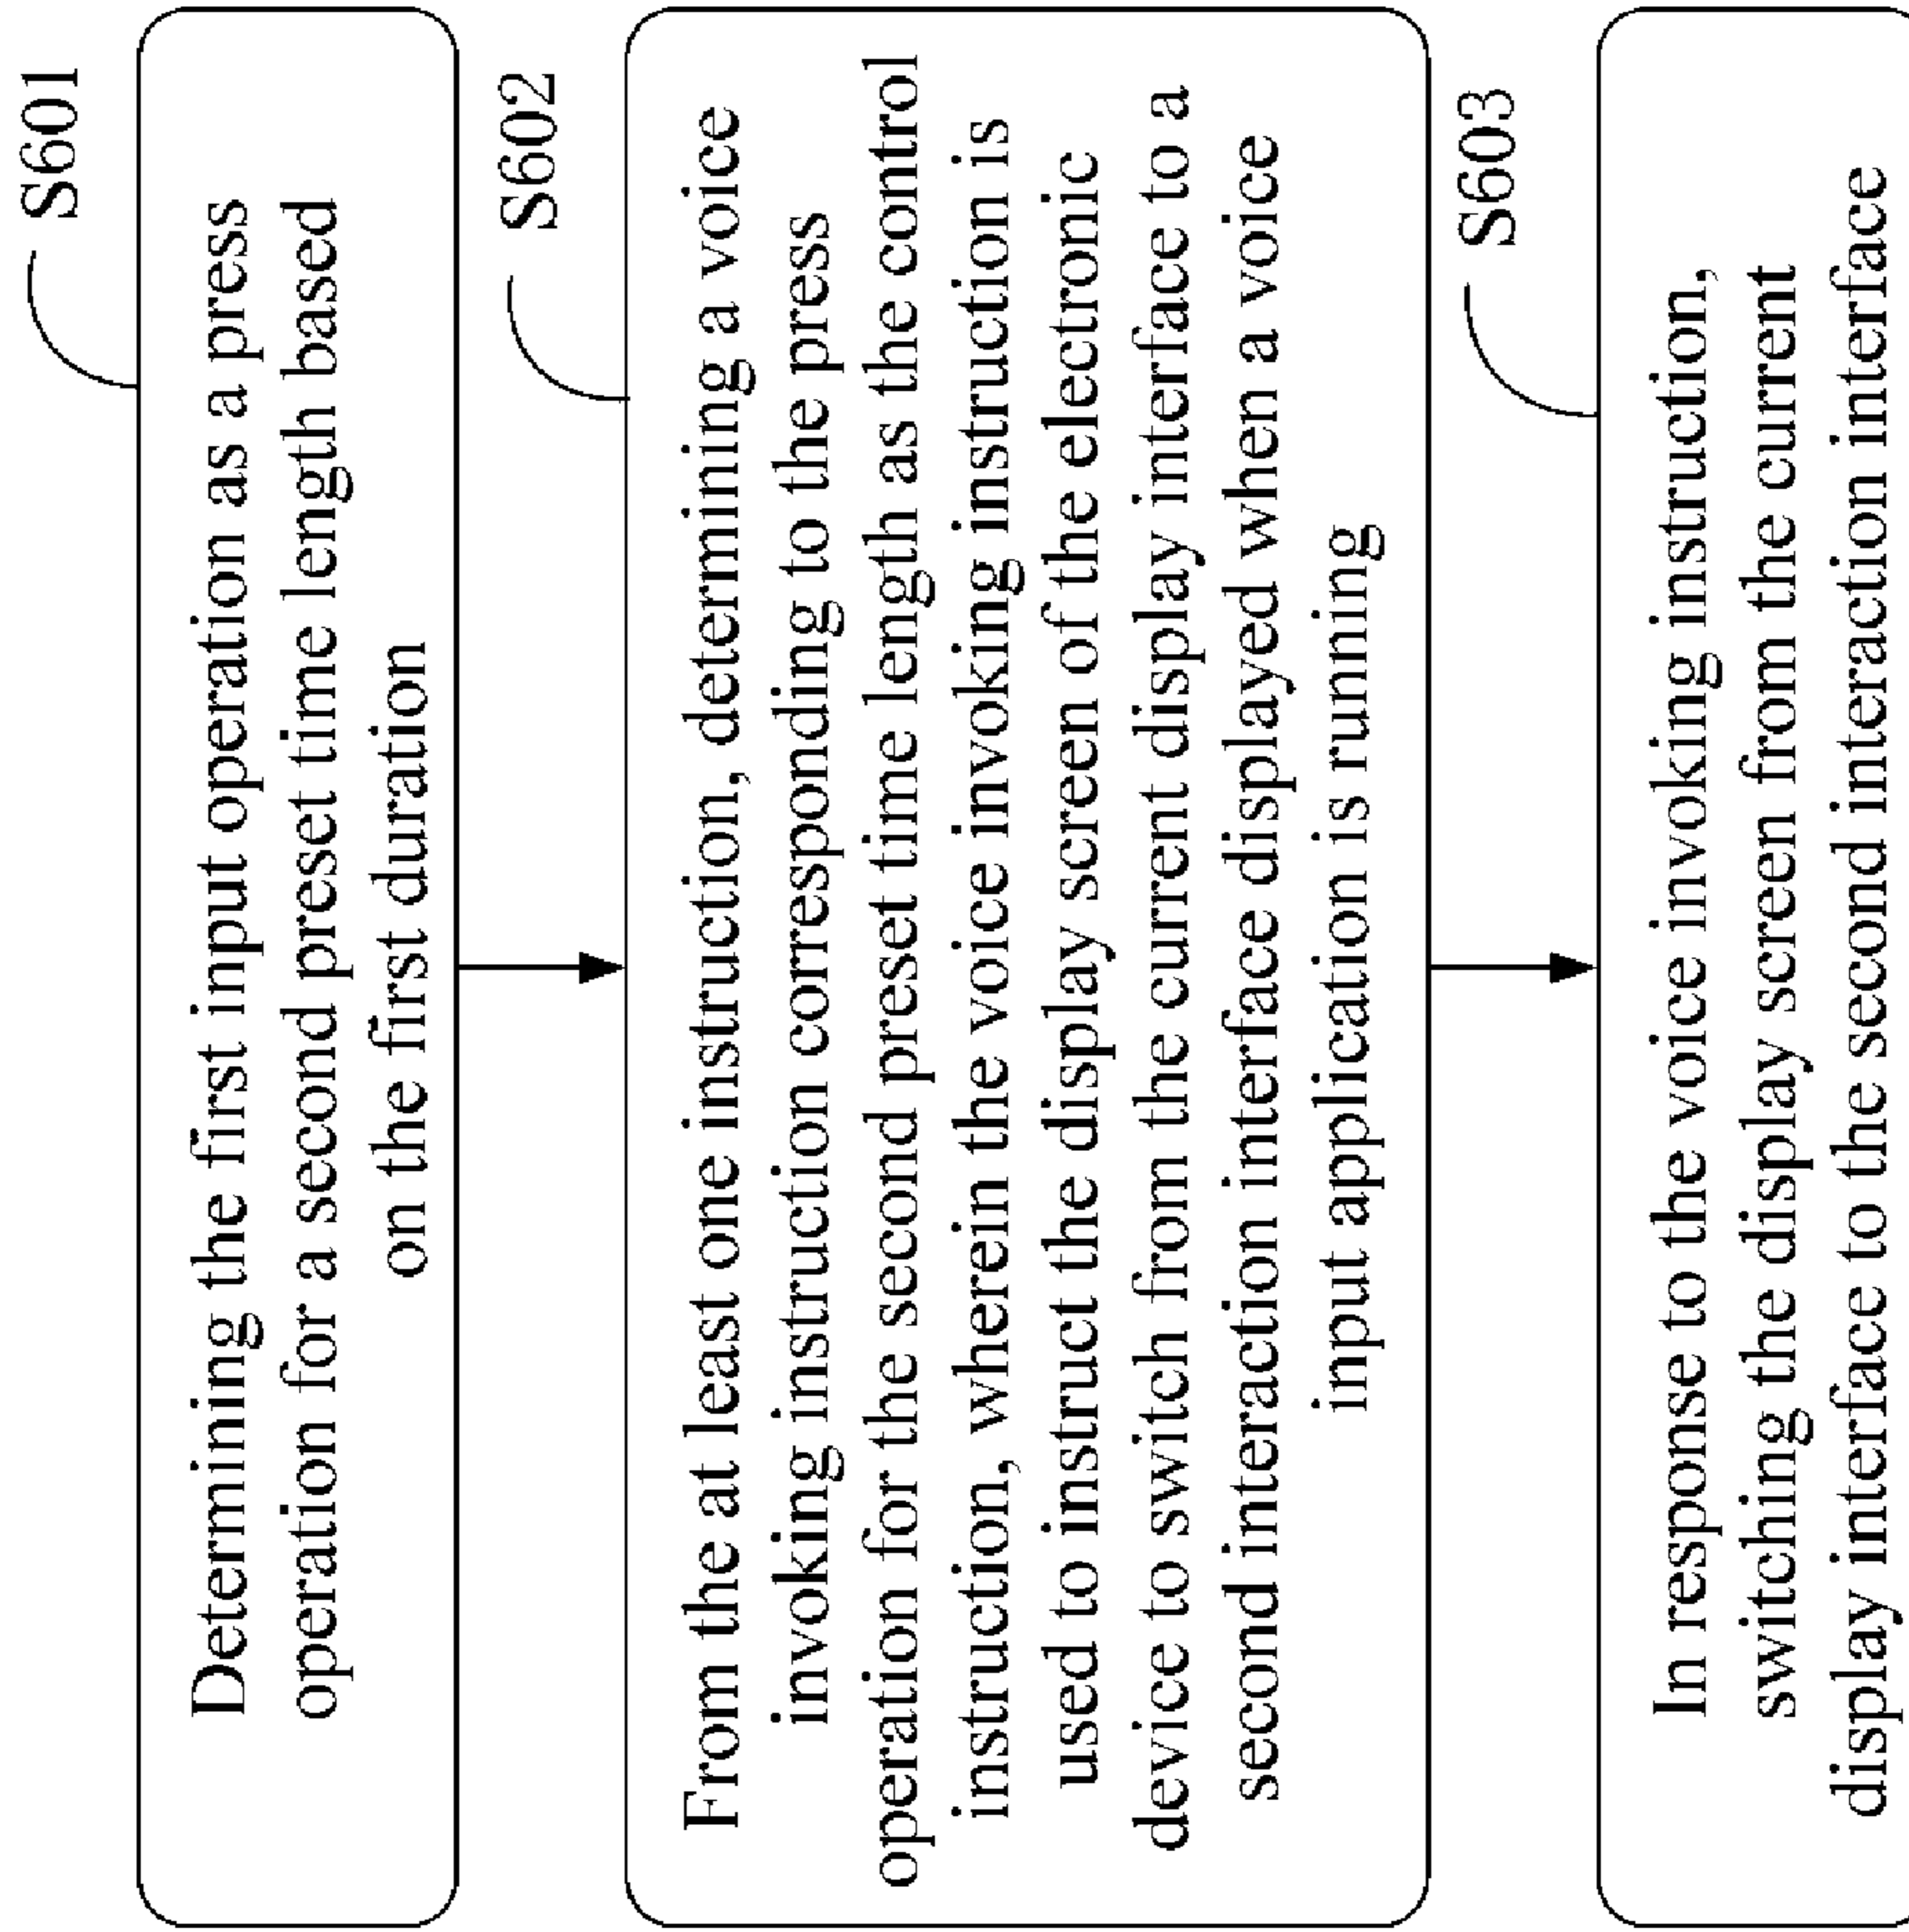 S601
Determining the first input operation as a press
operation for a second preset time length based
on the first duration
S602
From the at least one instruction, determining a voice
invoking instruction corresponding to the press
operation for the second preset time length as the control
instruction, wherein the voice invoking instruction is
used to instruct the display screen of the electronic
device to switch from the current display interface to a
second interaction interface displayed when a voice
input application is running
S603
In response to the voice invoking instruction,
switching the display screen from the current
display interface to the second interaction interface